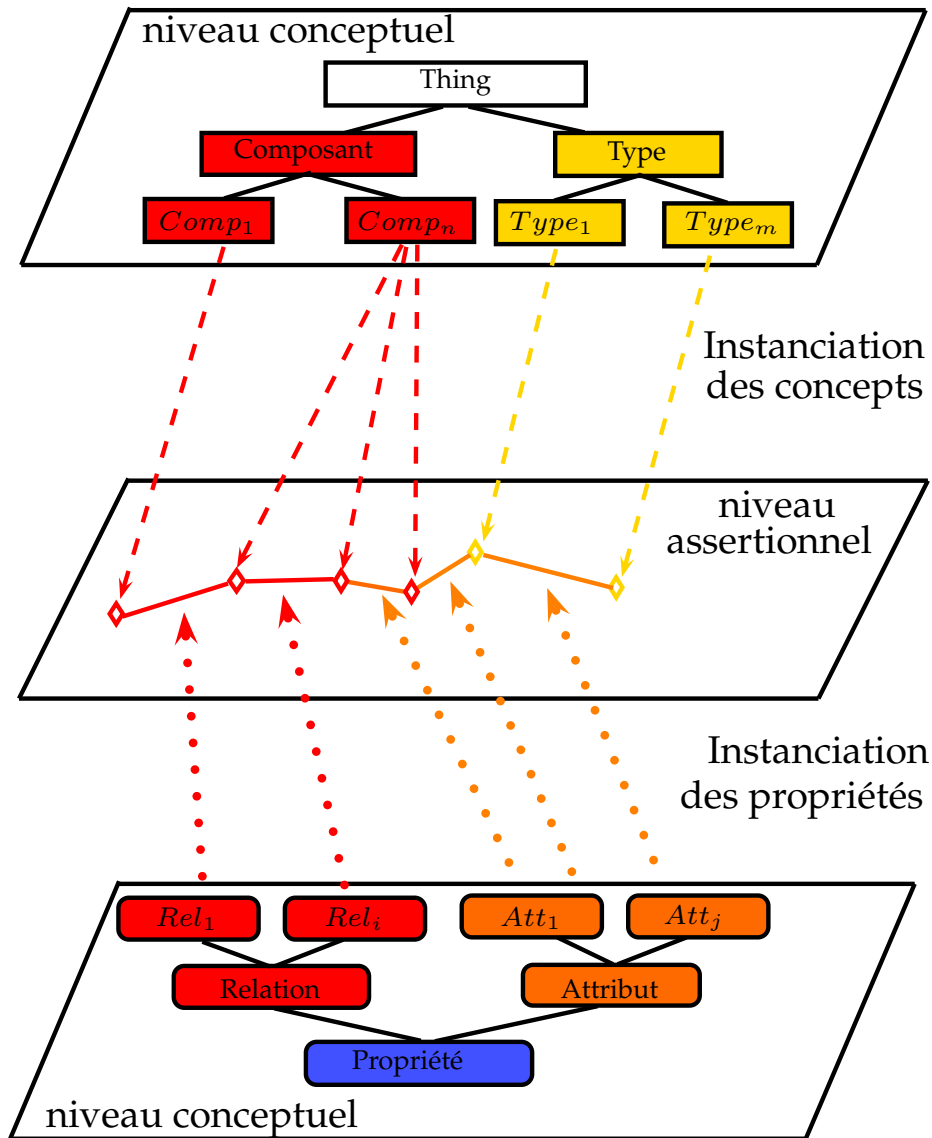 niveau conceptuel
Thing
Composant
Type
Comp₁
Compₙ
Type₁
Typeₘ
Instanciation
des concepts
niveau
assertionnel
Instanciation
des propriétés
Rel₁
Relᵢ
Att₁
Attⱼ
Relation
Attribut
Propriété
niveau conceptuel